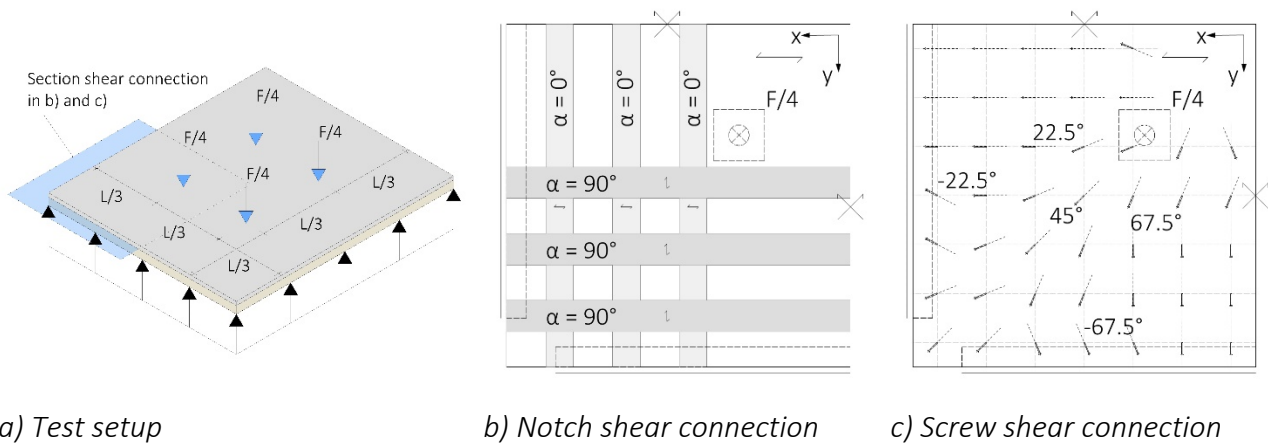 Section shear connection
in b) and c)
F/4
F/4
F/4
F/4
L/3
L/3
L/3
L/3
L/3
a) Test setup
x
y
α = 0°
α = 0°
α = 0°
F/4
α = 90°
α = 90°
α = 90°
b) Notch shear connection
x
y
F/4
22.5°
-22.5°
45°
67.5°
-67.5°
c) Screw shear connection